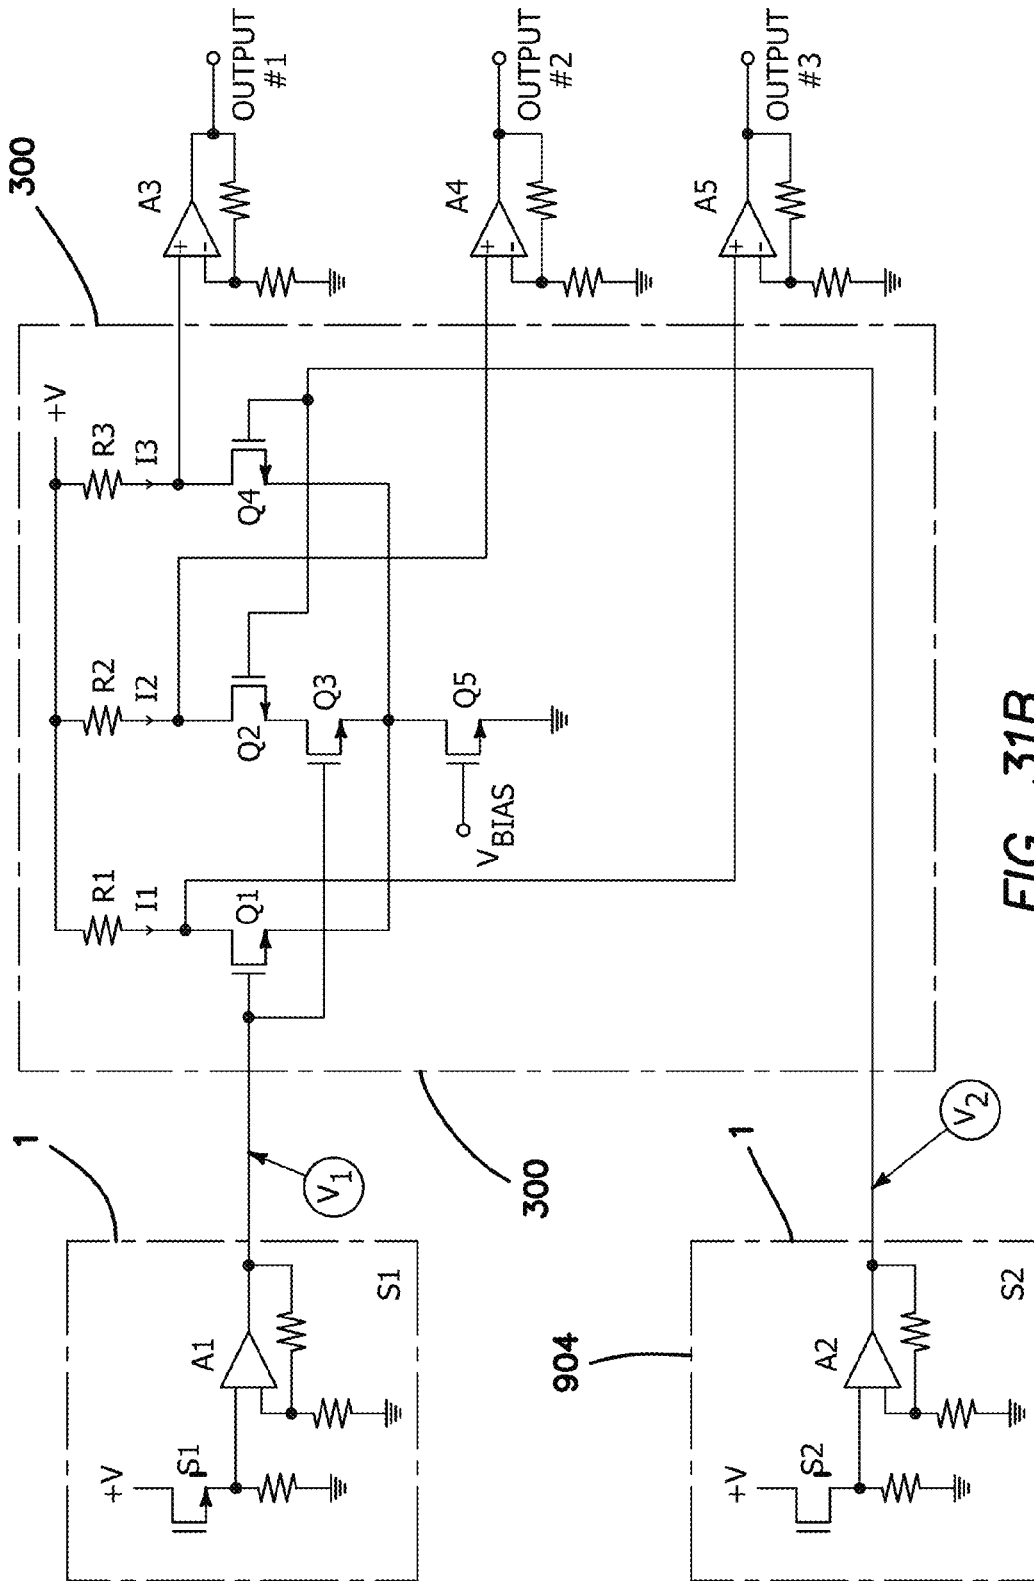 300
+V
R1
R2
R3
I1
I2
I3
A3
+
-
OUTPUT
#1
Q1
Q2
Q3
Q4
Q5
VBIAS
A4
+
-
OUTPUT
#2
A5
+
-
OUTPUT
#3
300
1
+V
S1
A1
S1
V1
904
1
+V
S2
A2
S2
V2
FIG. 31B